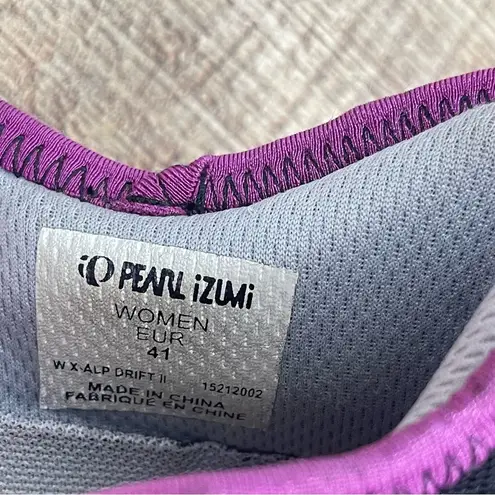 PEARL iZUMi
WOMEN
EUR
41
W X-ALP DRIFT II 15212002
MADE IN CHINA
FABRIQUE EN CHINE